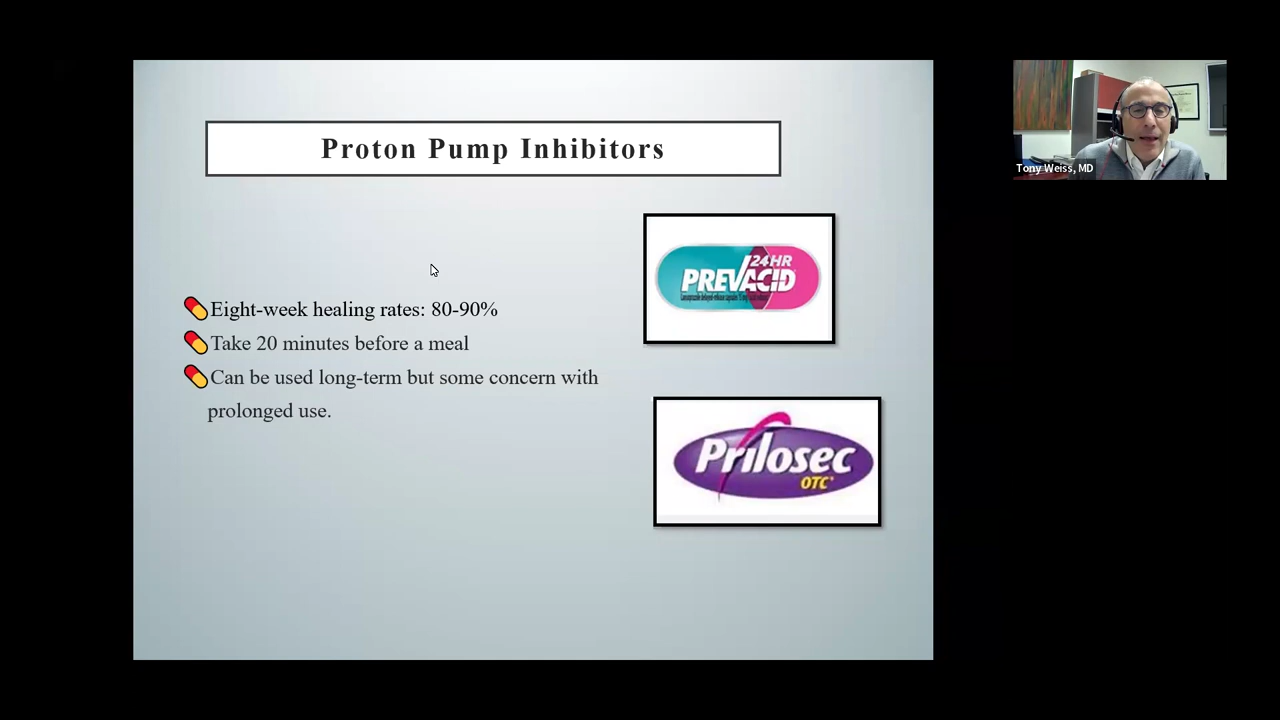 Proton Pump Inhibitors
Eight-week healing rates: 80-90%
Take 20 minutes before a meal
Can be used long-term but some concern with
prolonged use.
24HR
PREVACID
Prilosec
OTC
Tony Weiss, MD